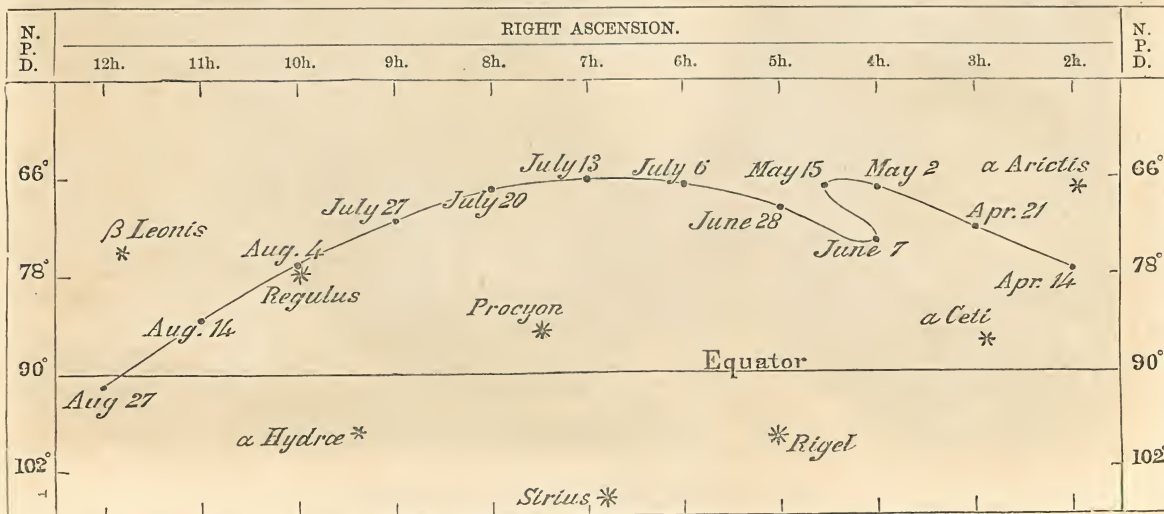 N. P. D.
RIGHT ASCENSION.
N. P. D.
12h. 11h. 10h. 9h. 8h. 7h. 6h. 5h. 4h. 3h. 2h.
66°
July 13
July 6
May 15
May 2
α Arictis
66°
July 27
July 20
June 28
Apr. 21
β Leonis
Aug. 4
June 7
78°
Regulus
Apr. 14
78°
Aug. 14
Procyon
α Ceti
90°
Equator
90°
Aug 27
α Hydræ
Rigel
102°
102°
Sirius